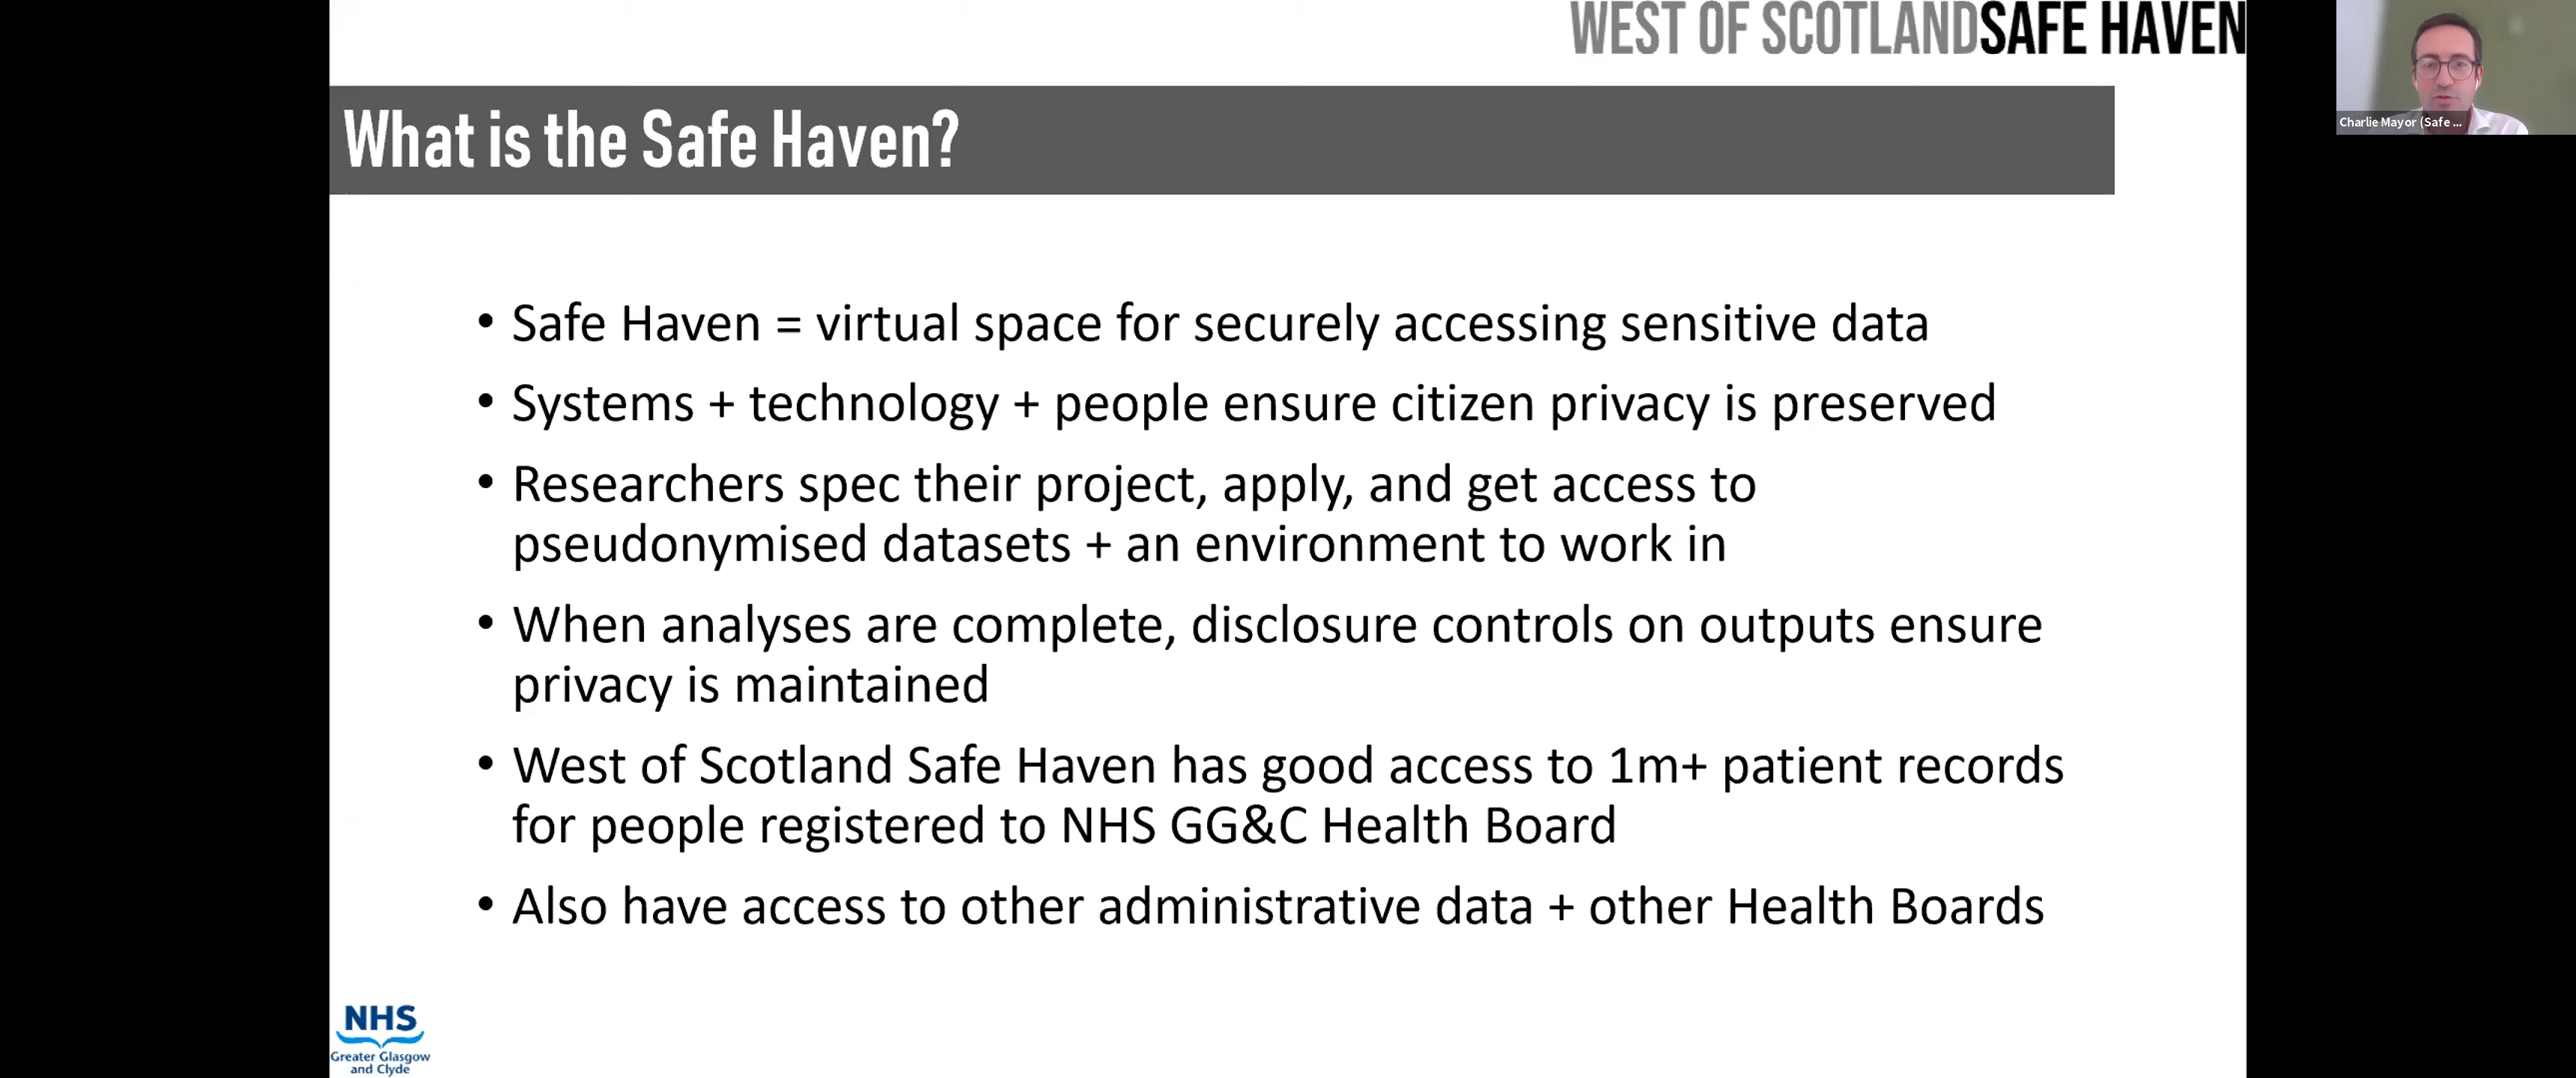 WEST OF SCOTLANDSAFE HAVEN
Charlie Mayor (Safe ...
What is the Safe Haven?
• Safe Haven = virtual space for securely accessing sensitive data
• Systems + technology + people ensure citizen privacy is preserved
• Researchers spec their project, apply, and get access to
pseudonymised datasets + an environment to work in
• When analyses are complete, disclosure controls on outputs ensure
privacy is maintained
• West of Scotland Safe Haven has good access to 1m+ patient records
for people registered to NHS GG&C Health Board
• Also have access to other administrative data + other Health Boards
NHS
Greater Glasgow
and Clyde